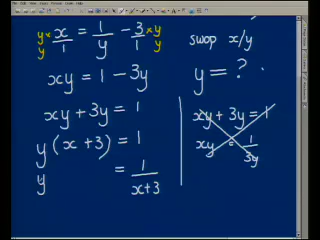 y × x/1 = 1/y - 3/1 × y
y y
xy = 1 - 3y
xy + 3y = 1
y (x + 3) = 1
y = 1/(x+3)
swop x/y
y = ?
xy + 3y = 1
xy = 1/3y